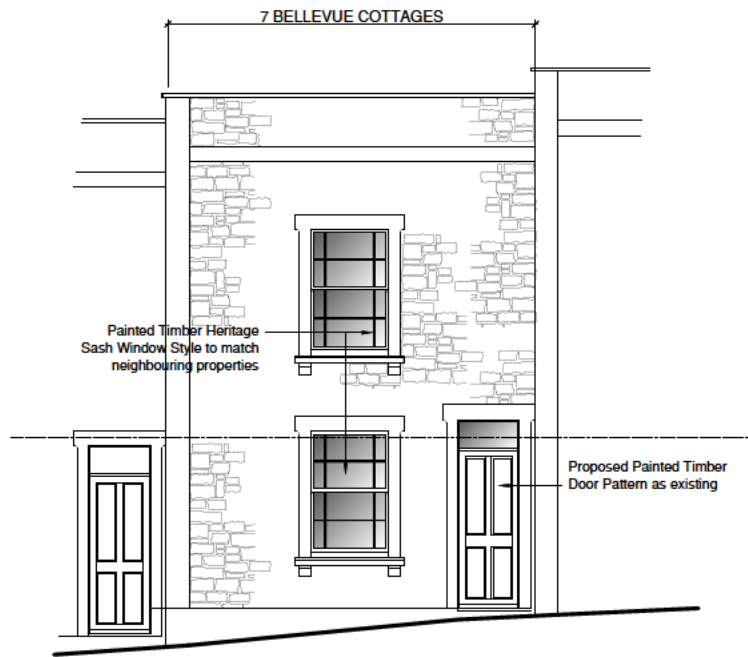 7 BELLEVUE COTTAGES
Painted Timber Heritage
Sash Window Style to match
neighbouring properties
Proposed Painted Timber
Door Pattern as existing